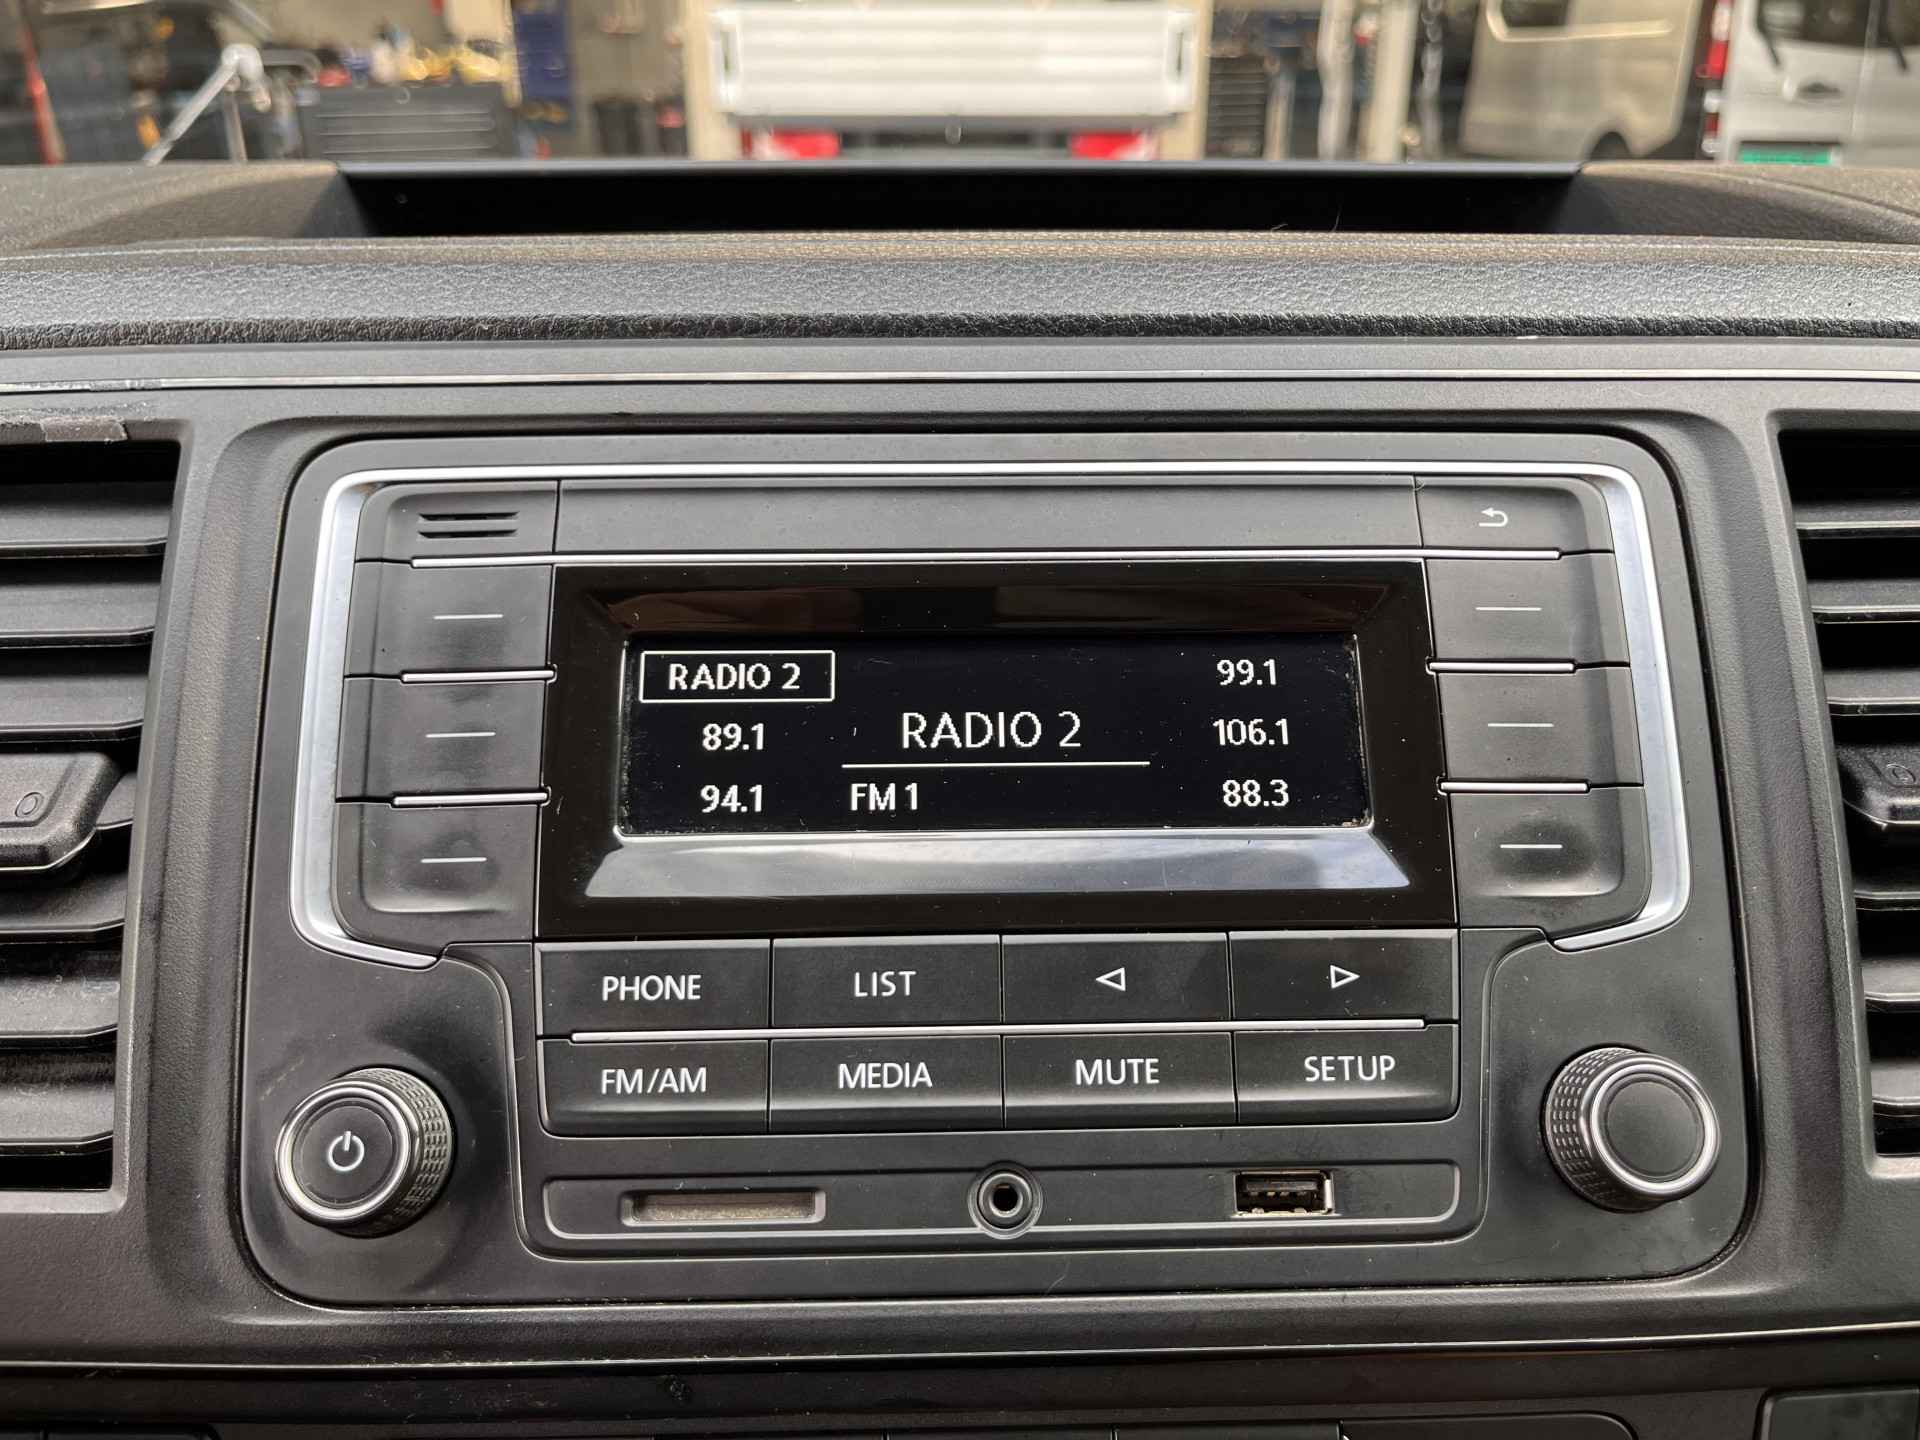 RADIO 2
99.1
89.1
RADIO 2
106.1
94.1
FM 1
88.3
PHONE
LIST
FM/AM
MEDIA
MUTE
SETUP